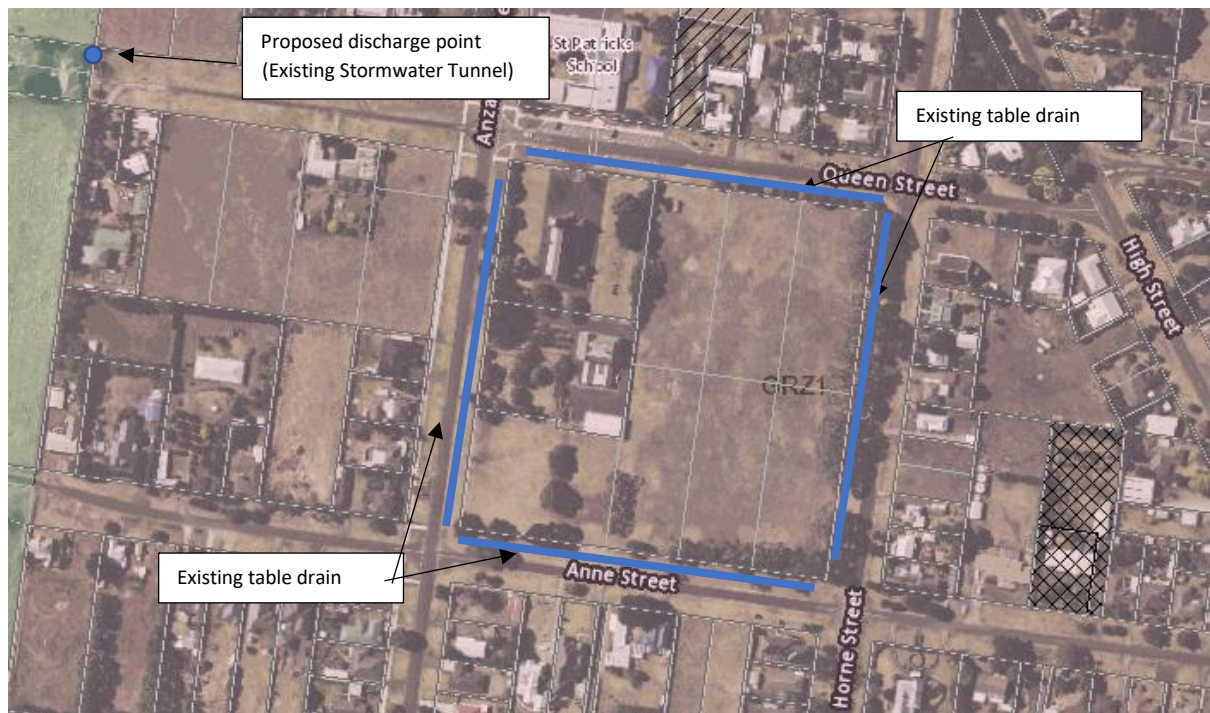 Proposed discharge point
(Existing Stormwater Tunnel)
St Patricks
School
Anza
Existing table drain
Queen Street
High Street
GRZ1
Existing table drain
Anne Street
Horne Street